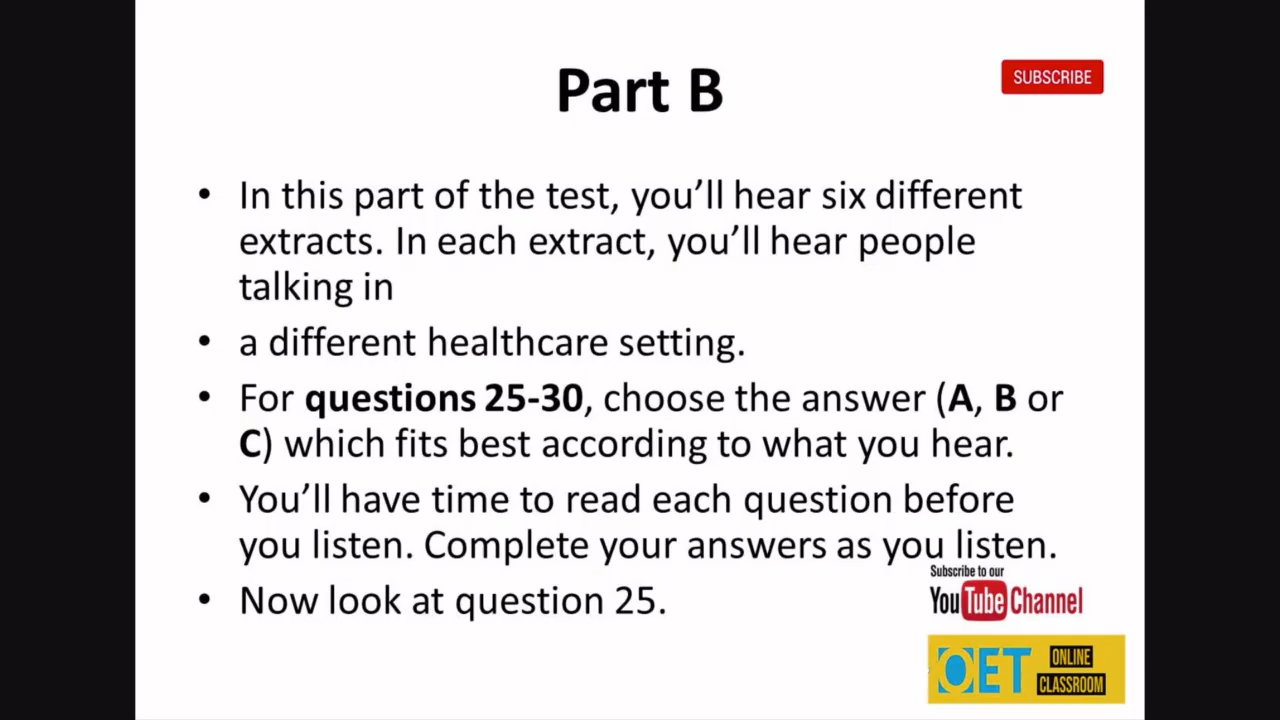 Part B
SUBSCRIBE
• In this part of the test, you’ll hear six different
extracts. In each extract, you’ll hear people
talking in
• a different healthcare setting.
• For questions 25-30, choose the answer (A, B or
C) which fits best according to what you hear.
• You’ll have time to read each question before
you listen. Complete your answers as you listen.
• Now look at question 25.
Subscribe to our
YouTube Channel
OET ONLINE
CLASSROOM